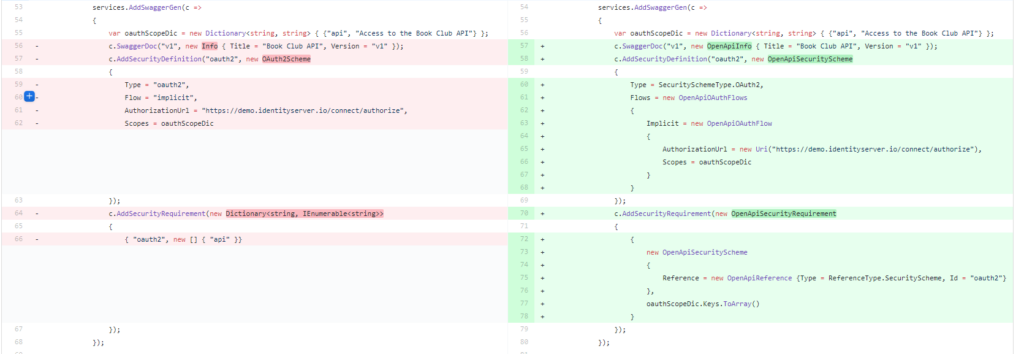 53 services.AddSwaggerGen(c =>
54 {
55 var oauthScopeDic = new Dictionary<string, string> { {"api", "Access to the Book Club API"} };
56 - c.SwaggerDoc("v1", new Info { Title = "Book Club API", Version = "v1" });
57 - c.AddSecurityDefinition("oauth2", new OAuth2Scheme
58 {
59 - Type = "oauth2",
60 - Flow = "implicit",
61 - AuthorizationUrl = "https://demo.identityserver.io/connect/authorize",
62 - Scopes = oauthScopeDic
63 });
64 - c.AddSecurityRequirement(new Dictionary<string, IEnumerable<string>>
65 {
66 - { "oauth2", new [] { "api" }}
67 });
68 });
54 services.AddSwaggerGen(c =>
55 {
56 var oauthScopeDic = new Dictionary<string, string> { {"api", "Access to the Book Club API"} };
57 + c.SwaggerDoc("v1", new OpenApiInfo { Title = "Book Club API", Version = "v1" });
58 + c.AddSecurityDefinition("oauth2", new OpenApiSecurityScheme
59 {
60 + Type = SecuritySchemeType.OAuth2,
61 + Flows = new OpenApiOAuthFlows
62 + {
63 + Implicit = new OpenApiOAuthFlow
64 + {
65 + AuthorizationUrl = new Uri("https://demo.identityserver.io/connect/authorize"),
66 + Scopes = oauthScopeDic
67 + }
68 + }
69 });
70 + c.AddSecurityRequirement(new OpenApiSecurityRequirement
71 {
72 + {
73 + new OpenApiSecurityScheme
74 + {
75 + Reference = new OpenApiReference {Type = ReferenceType.SecurityScheme, Id = "oauth2"}
76 + },
77 + oauthScopeDic.Keys.ToArray()
78 + }
79 });
80 });